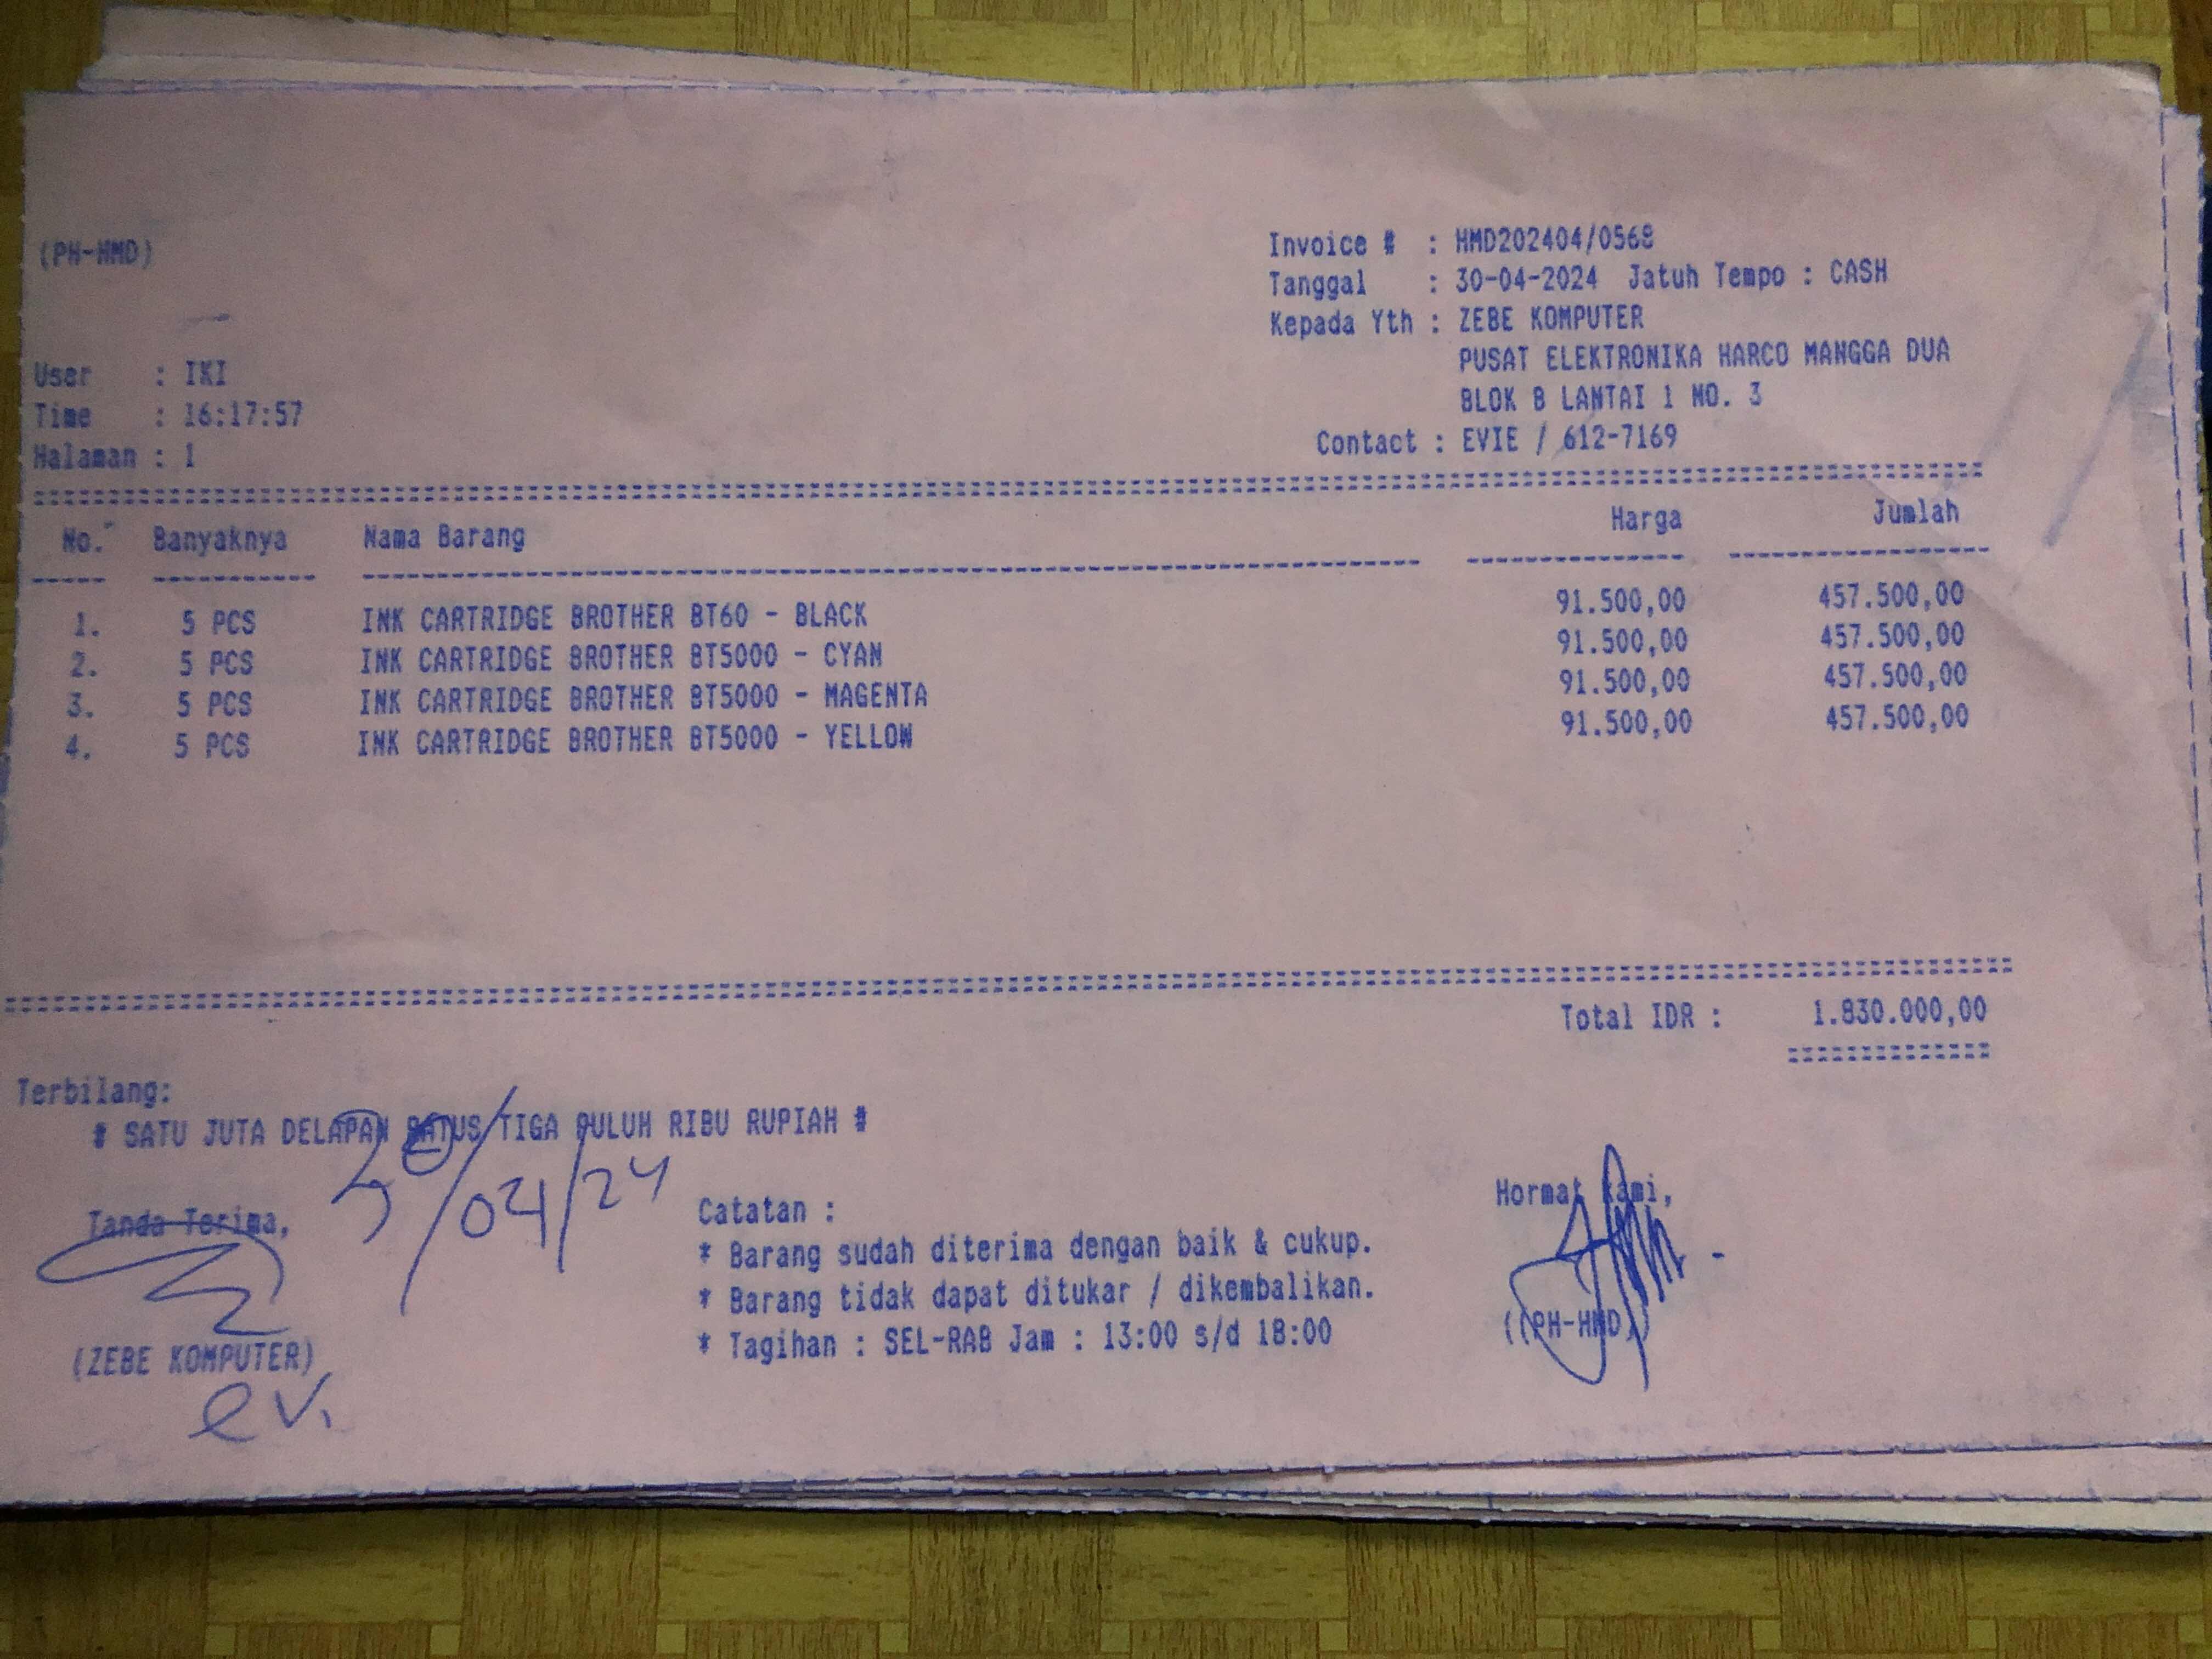 (PH-HMD)
Invoice # : HMD202404/0568
Tanggal : 30-04-2024 Jatuh Tempo : CASH
Kepada Yth : ZEBE KOMPUTER
PUSAT ELEKTRONIKA HARCO MANGGA DUA
BLOK B LANTAI 1 NO. 3
Contact : EVIE / 612-7169
User : IKI
Time : 16:17:57
Halaman : 1
No. Banyaknya Nama Barang Harga Jumlah
1. 5 PCS INK CARTRIDGE BROTHER BT60 - BLACK 91.500,00 457.500,00
2. 5 PCS INK CARTRIDGE BROTHER BT5000 - CYAN 91.500,00 457.500,00
3. 5 PCS INK CARTRIDGE BROTHER BT5000 - MAGENTA 91.500,00 457.500,00
4. 5 PCS INK CARTRIDGE BROTHER BT5000 - YELLOW 91.500,00 457.500,00
Total IDR : 1.830.000,00
Terbilang:
# SATU JUTA DELAPAN RATUS TIGA PULUH RIBU RUPIAH #
30/04/24
Tanda Terima,
(ZEBE KOMPUTER)
evi
Catatan :
* Barang sudah diterima dengan baik & cukup.
* Barang tidak dapat ditukar / dikembalikan.
* Tagihan : SEL-RAB Jam : 13:00 s/d 18:00
Hormat kami,
((PH-HMD))